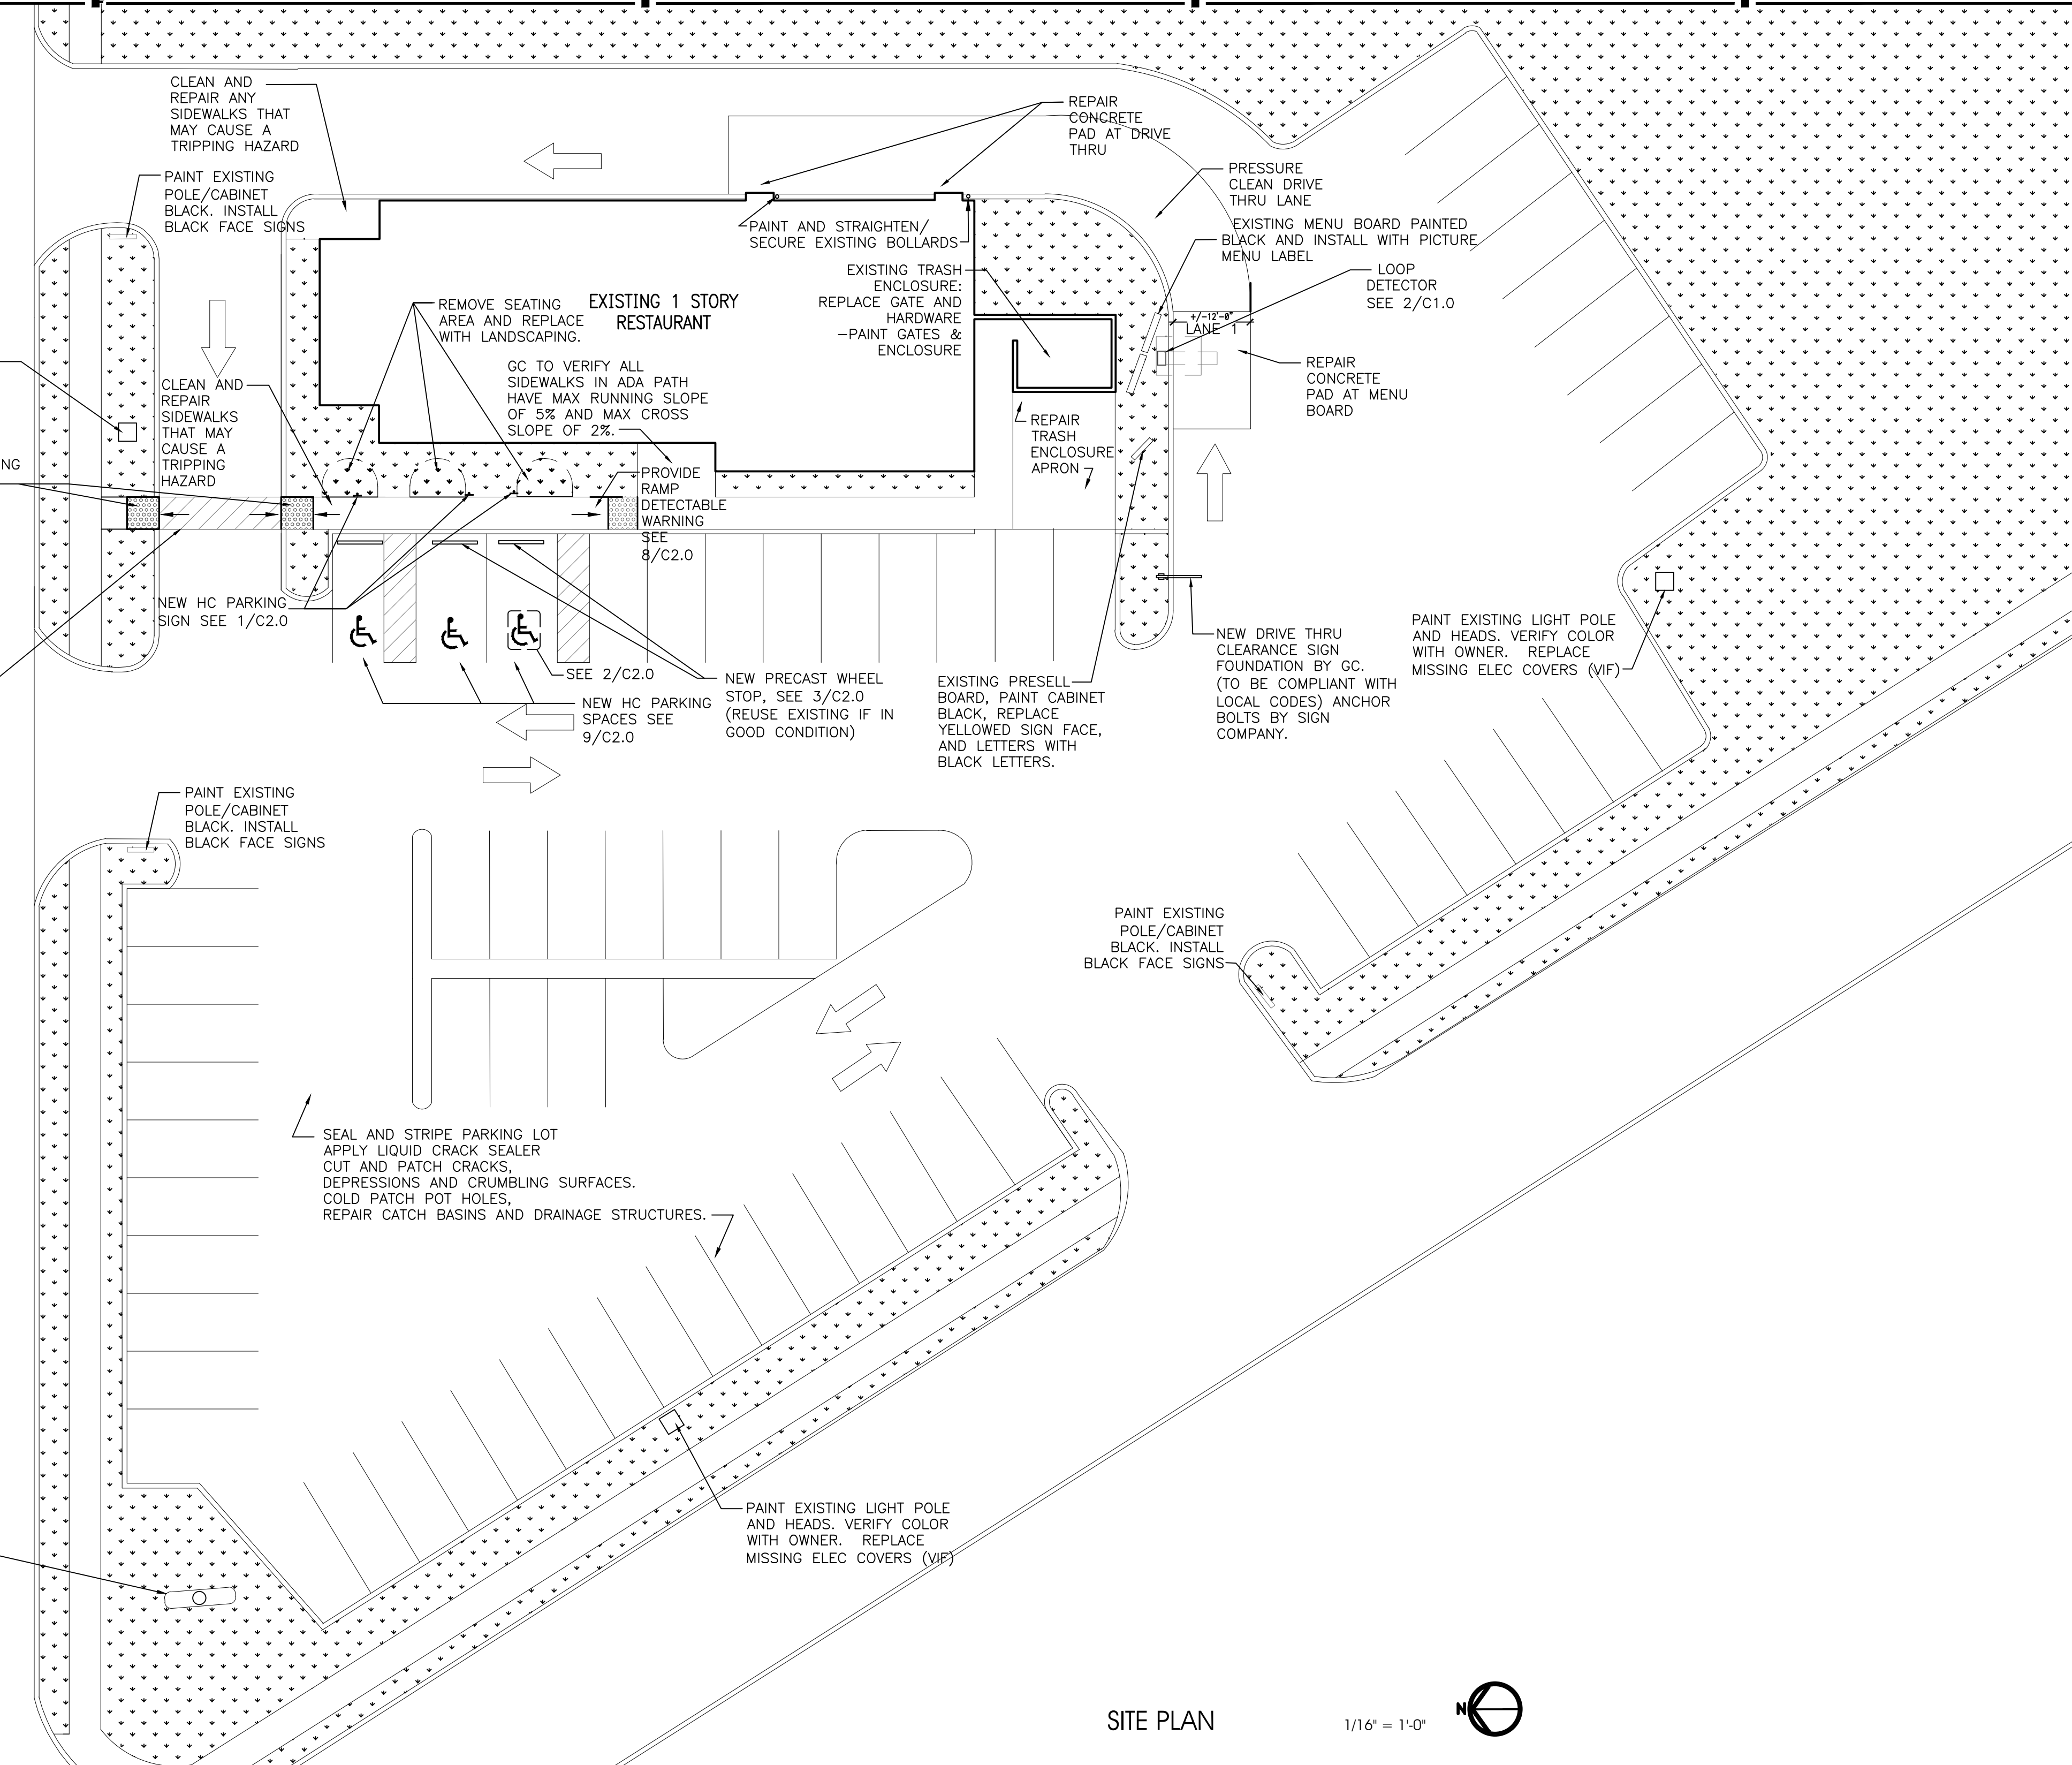 CLEAN AND
REPAIR ANY
SIDEWALKS THAT
MAY CAUSE A
TRIPPING HAZARD
REPAIR
CONCRETE
PAD AT DRIVE
THRU
PAINT EXISTING
POLE/CABINET
BLACK. INSTALL
BLACK FACE SIGNS
PRESSURE
CLEAN DRIVE
THRU LANE
PAINT AND STRAIGHTEN/
SECURE EXISTING BOLLARDS
EXISTING MENU BOARD PAINTED
BLACK AND INSTALL WITH PICTURE
MENU LABEL
EXISTING TRASH
ENCLOSURE:
REPLACE GATE AND
HARDWARE
-PAINT GATES &
ENCLOSURE
LOOP
DETECTOR
SEE 2/C1.0
REMOVE SEATING
AREA AND REPLACE
WITH LANDSCAPING.
EXISTING 1 STORY
RESTAURANT
+/-12'-0"
LANE 1
GC TO VERIFY ALL
SIDEWALKS IN ADA PATH
HAVE MAX RUNNING SLOPE
OF 5% AND MAX CROSS
SLOPE OF 2%.
REPAIR
CONCRETE
PAD AT MENU
BOARD
CLEAN AND
REPAIR
SIDEWALKS
THAT MAY
CAUSE A
TRIPPING
HAZARD
REPAIR
TRASH
ENCLOSURE
APRON
NG
PROVIDE
RAMP
DETECTABLE
WARNING
SEE
8/C2.0
NEW HC PARKING
SIGN SEE 1/C2.0
SEE 2/C2.0
NEW HC PARKING
SPACES SEE
9/C2.0
NEW PRECAST WHEEL
STOP, SEE 3/C2.0
(REUSE EXISTING IF IN
GOOD CONDITION)
EXISTING PRESELL
BOARD, PAINT CABINET
BLACK, REPLACE
YELLOWED SIGN FACE,
AND LETTERS WITH
BLACK LETTERS.
NEW DRIVE THRU
CLEARANCE SIGN
FOUNDATION BY GC.
(TO BE COMPLIANT WITH
LOCAL CODES) ANCHOR
BOLTS BY SIGN
COMPANY.
PAINT EXISTING LIGHT POLE
AND HEADS. VERIFY COLOR
WITH OWNER. REPLACE
MISSING ELEC COVERS (VIF)
PAINT EXISTING
POLE/CABINET
BLACK. INSTALL
BLACK FACE SIGNS
PAINT EXISTING
POLE/CABINET
BLACK. INSTALL
BLACK FACE SIGNS
SEAL AND STRIPE PARKING LOT
APPLY LIQUID CRACK SEALER
CUT AND PATCH CRACKS,
DEPRESSIONS AND CRUMBLING SURFACES.
COLD PATCH POT HOLES,
REPAIR CATCH BASINS AND DRAINAGE STRUCTURES.
PAINT EXISTING LIGHT POLE
AND HEADS. VERIFY COLOR
WITH OWNER. REPLACE
MISSING ELEC COVERS (VIF)
SITE PLAN
1/16" = 1'-0"
N